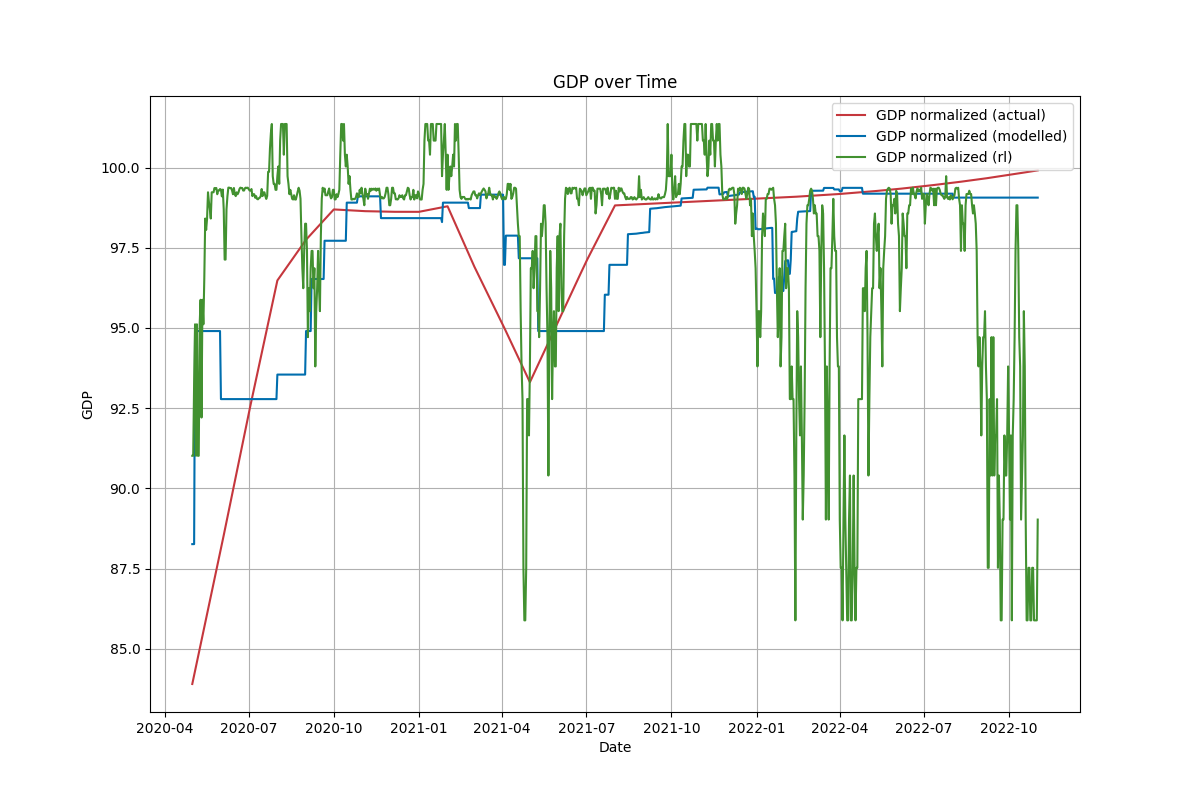 GDP over Time
GDP normalized (actual)
GDP normalized (modelled)
GDP normalized (rl)
GDP
100.0
97.5
95.0
92.5
90.0
87.5
85.0
2020-04 2020-07 2020-10 2021-01 2021-04 2021-07 2021-10 2022-01 2022-04 2022-07 2022-10
Date